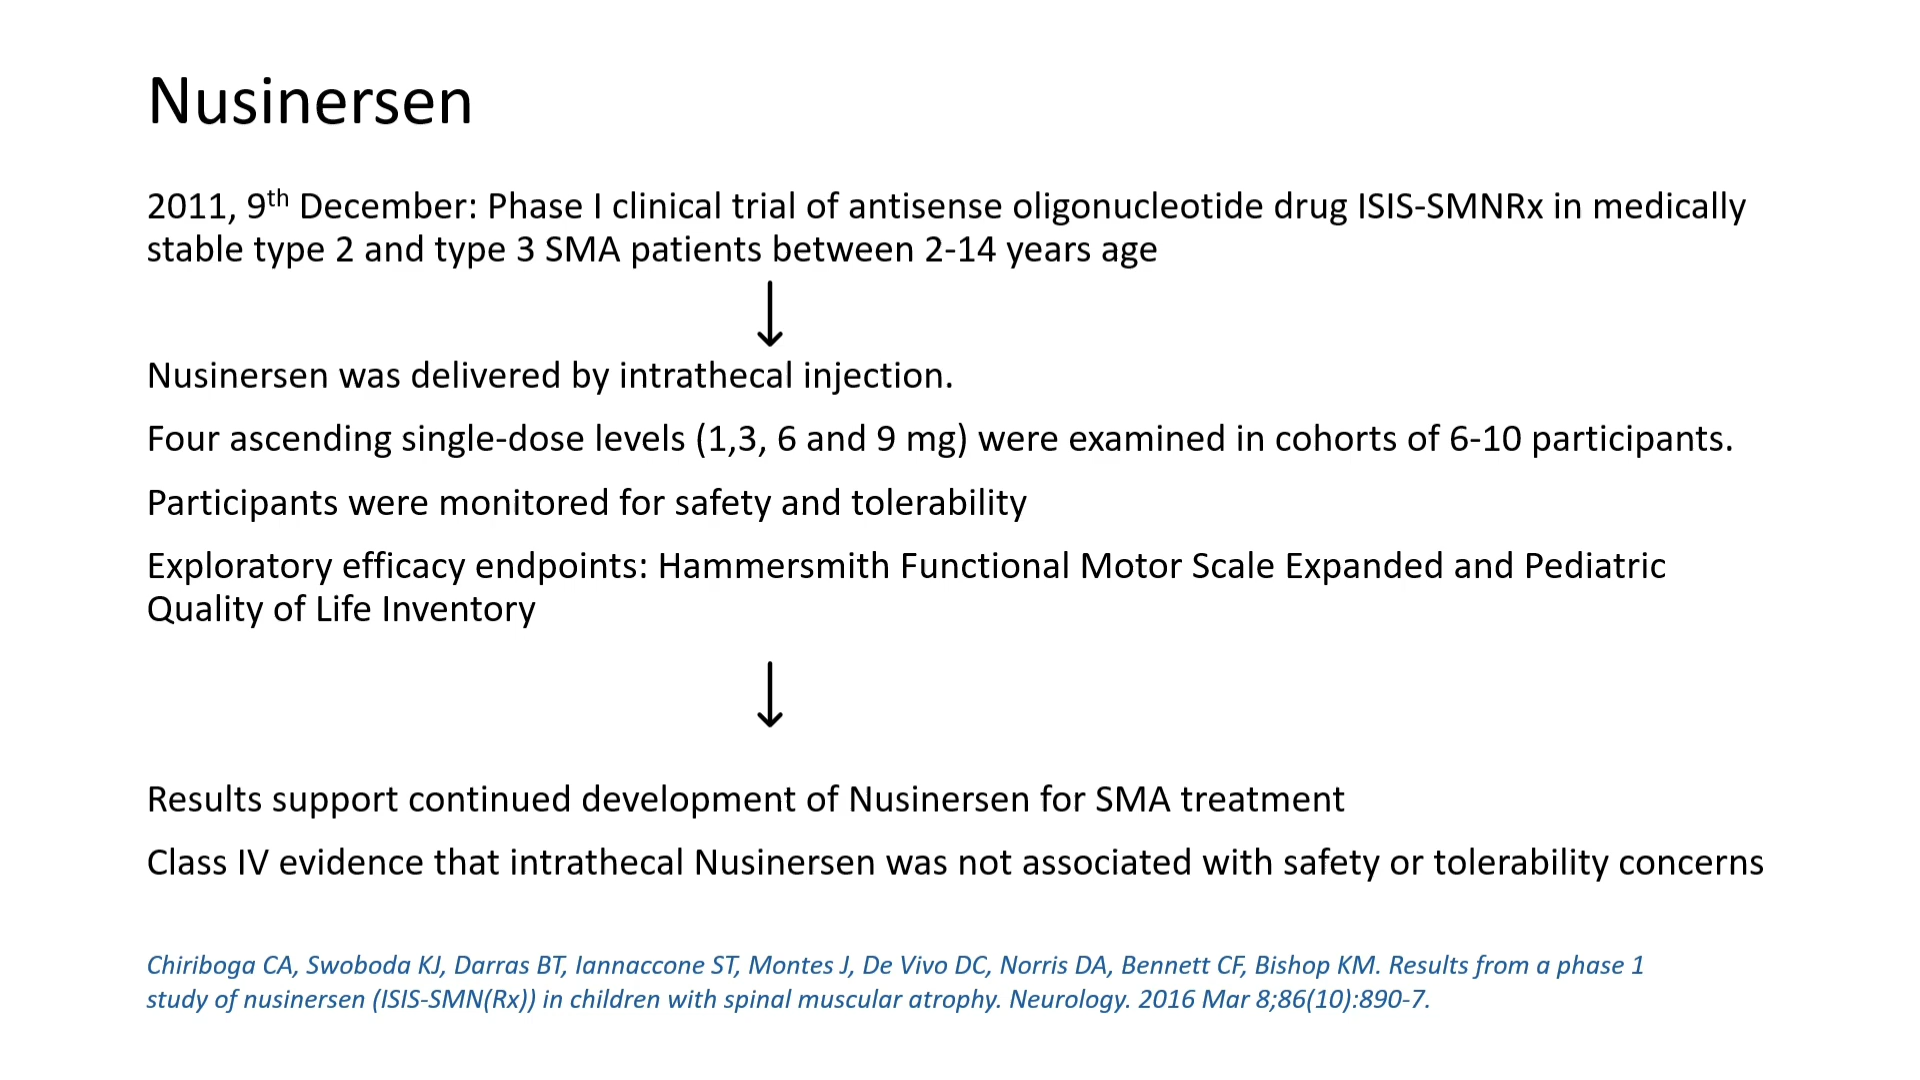 Nusinersen
2011, 9th December: Phase I clinical trial of antisense oligonucleotide drug ISIS-SMNRx in medically
stable type 2 and type 3 SMA patients between 2-14 years age
Nusinersen was delivered by intrathecal injection.
Four ascending single-dose levels (1,3, 6 and 9 mg) were examined in cohorts of 6-10 participants.
Participants were monitored for safety and tolerability
Exploratory efficacy endpoints: Hammersmith Functional Motor Scale Expanded and Pediatric
Quality of Life Inventory
Results support continued development of Nusinersen for SMA treatment
Class IV evidence that intrathecal Nusinersen was not associated with safety or tolerability concerns
Chiriboga CA, Swoboda KJ, Darras BT, Iannaccone ST, Montes J, De Vivo DC, Norris DA, Bennett CF, Bishop KM. Results from a phase 1
study of nusinersen (ISIS-SMN(Rx)) in children with spinal muscular atrophy. Neurology. 2016 Mar 8;86(10):890-7.